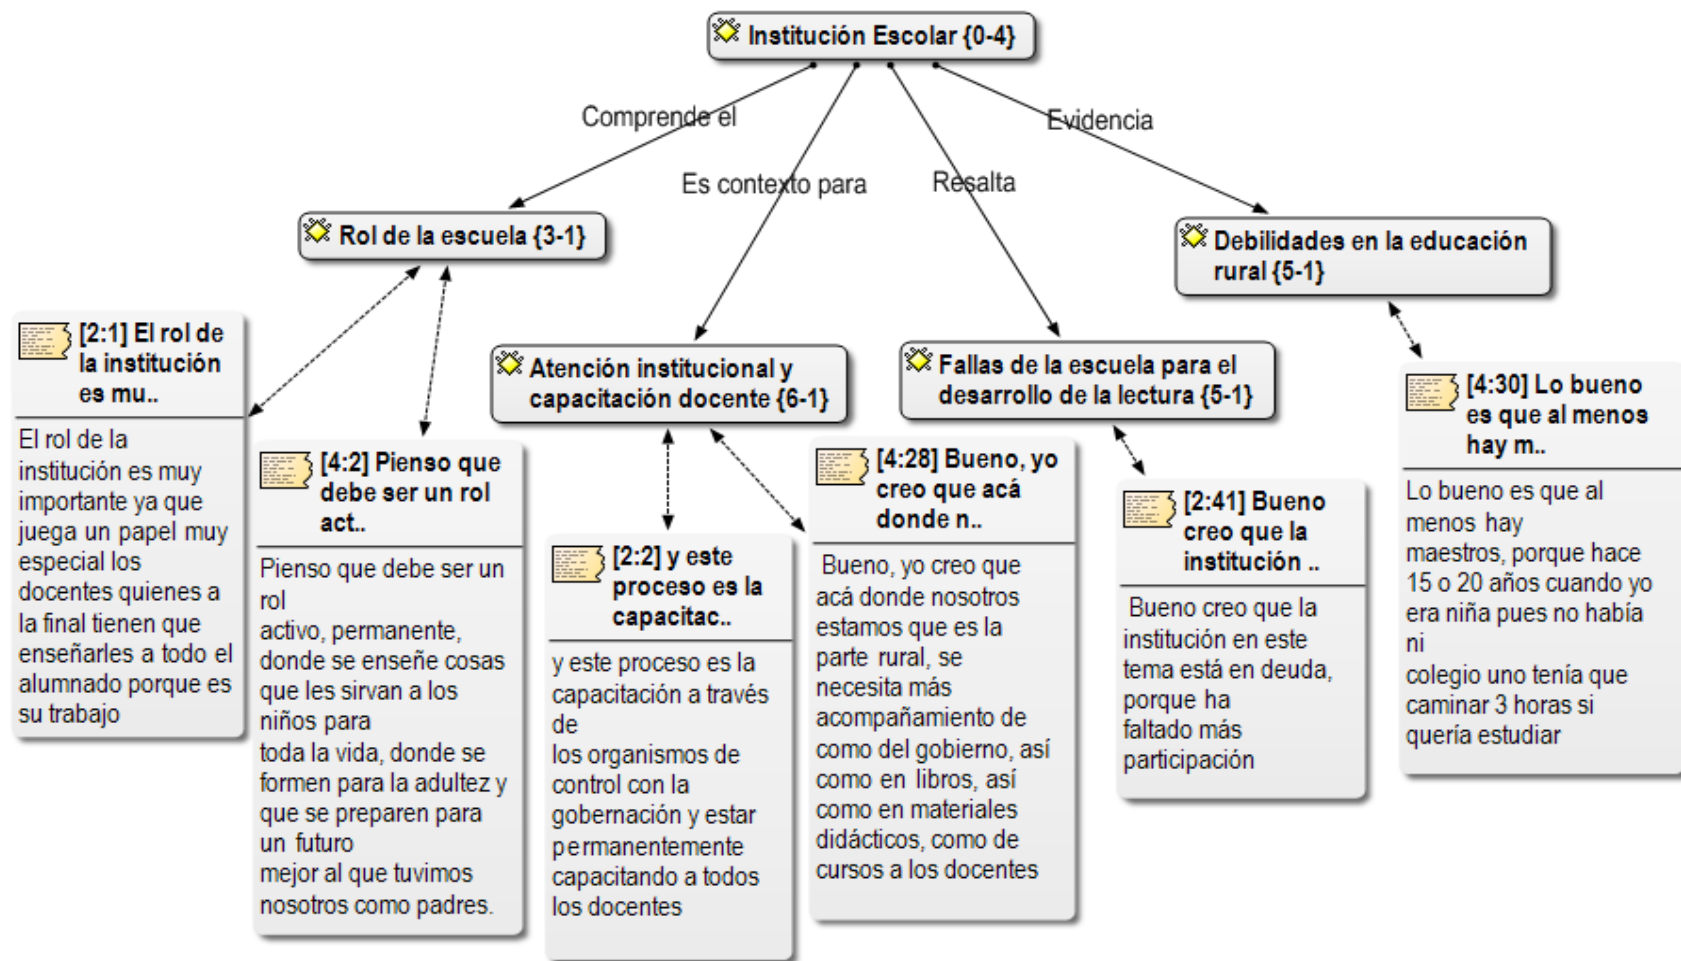 Institución Escolar {0-4}
Comprende el
Evidencia
Es contexto para
Resalta
Rol de la escuela {3-1}
Debilidades en la educación
rural {5-1}
Atención institucional y
capacitación docente {6-1}
Fallas de la escuela para el
desarrollo de la lectura {5-1}
[2:1] El rol de
la institución
es mu..
El rol de la
institución es muy
importante ya que
juega un papel muy
especial los
docentes quienes a
la final tienen que
enseñarles a todo el
alumnado porque es
su trabajo
[4:2] Pienso que
debe ser un rol
act..
Pienso que debe ser un
rol
activo, permanente,
donde se enseñe cosas
que les sirvan a los
niños para
toda la vida, donde se
formen para la adultez y
que se preparen para
un futuro
mejor al que tuvimos
nosotros como padres.
[2:2] y este
proceso es la
capacitac..
y este proceso es la
capacitación a través
de
los organismos de
control con la
gobernación y estar
permanentemente
capacitando a todos
los docentes
[4:28] Bueno, yo
creo que acá
donde n..
Bueno, yo creo que
acá donde nosotros
estamos que es la
parte rural, se
necesita más
acompañamiento de
como del gobierno, así
como en libros, así
como en materiales
didácticos, como de
cursos a los docentes
[2:41] Bueno
creo que la
institución ..
Bueno creo que la
institución en este
tema está en deuda,
porque ha
faltado más
participación
[4:30] Lo bueno
es que al menos
hay m..
Lo bueno es que al
menos hay
maestros, porque hace
15 o 20 años cuando yo
era niña pues no había
ni
colegio uno tenía que
caminar 3 horas si
quería estudiar